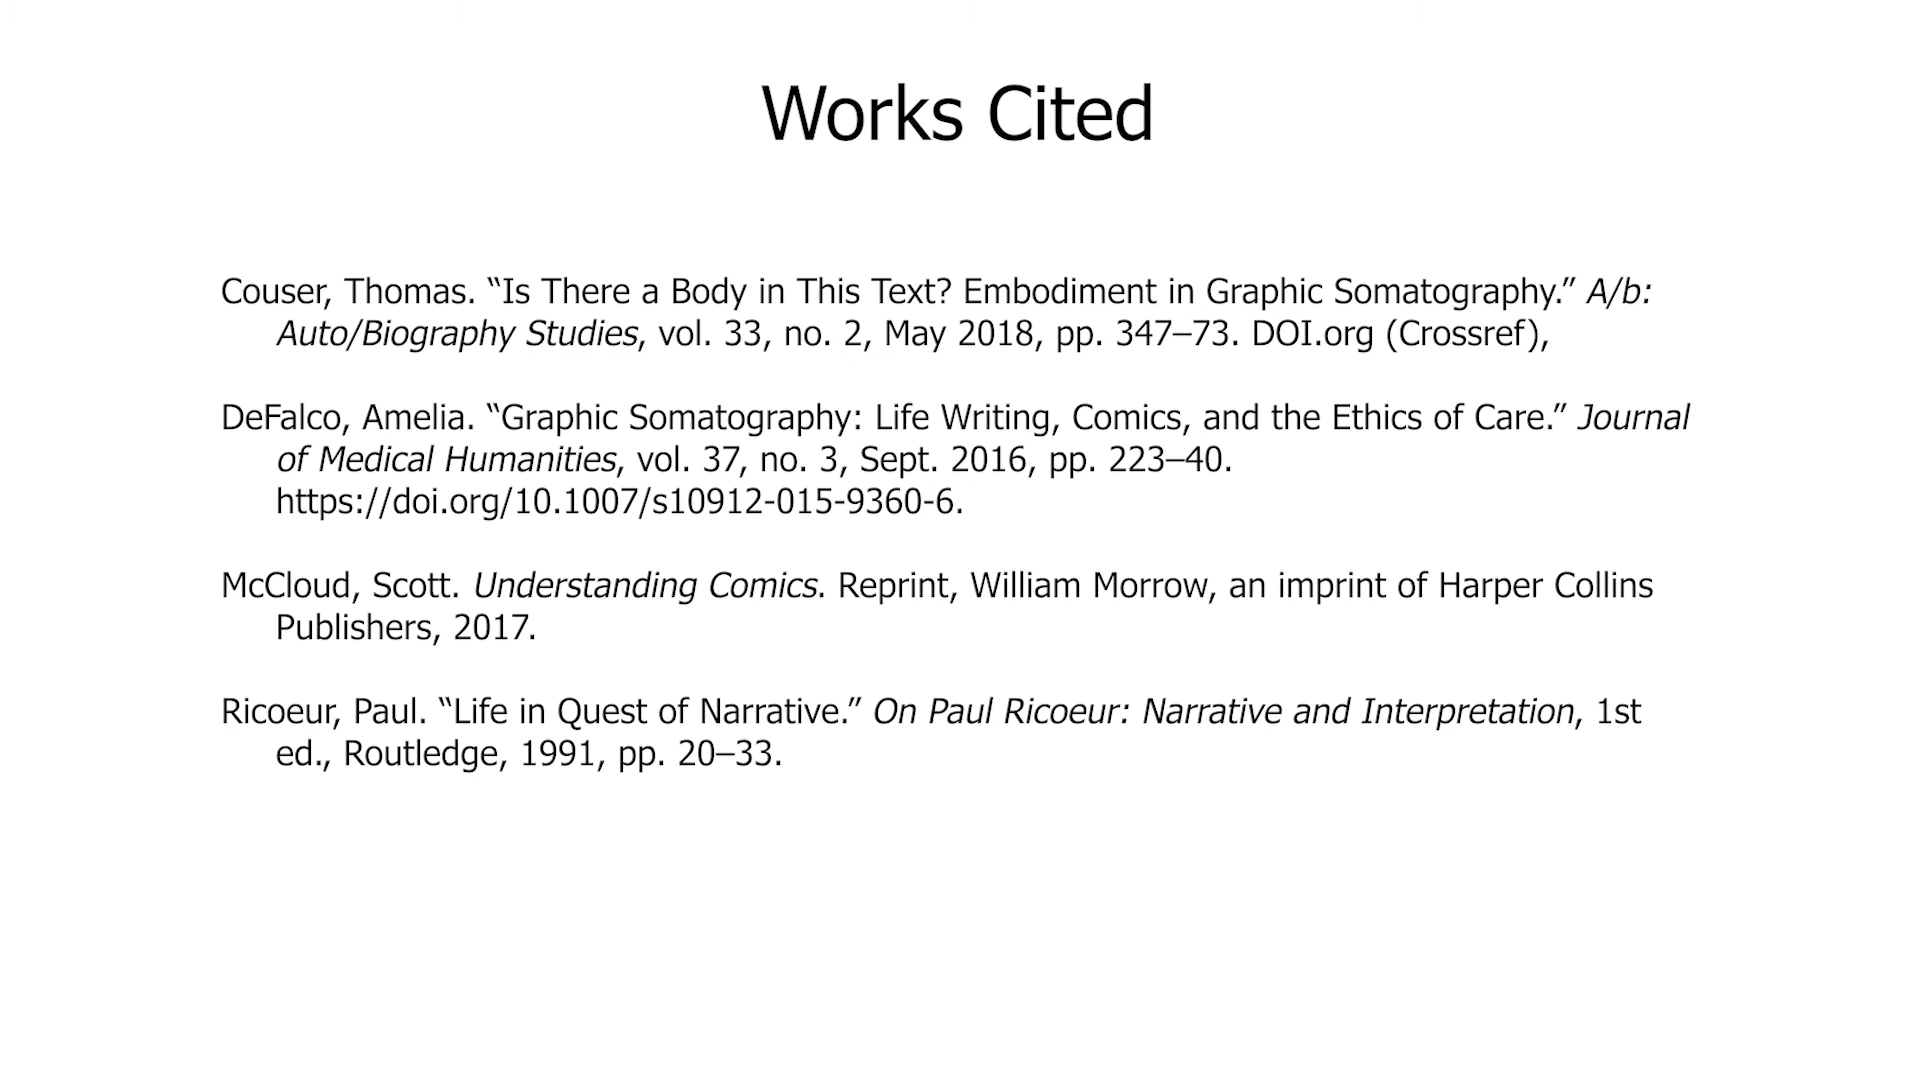 Works Cited
Couser, Thomas. “Is There a Body in This Text? Embodiment in Graphic Somatography.” A/b:
Auto/Biography Studies, vol. 33, no. 2, May 2018, pp. 347–73. DOI.org (Crossref),
DeFalco, Amelia. “Graphic Somatography: Life Writing, Comics, and the Ethics of Care.” Journal
of Medical Humanities, vol. 37, no. 3, Sept. 2016, pp. 223–40.
https://doi.org/10.1007/s10912-015-9360-6.
McCloud, Scott. Understanding Comics. Reprint, William Morrow, an imprint of Harper Collins
Publishers, 2017.
Ricoeur, Paul. “Life in Quest of Narrative.” On Paul Ricoeur: Narrative and Interpretation, 1st
ed., Routledge, 1991, pp. 20–33.